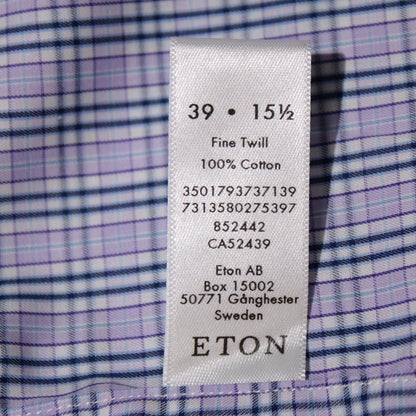 39 • 15½
Fine Twill
100% Cotton
3501793737139
7313580275397
852442
CA52439
Eton AB
Box 15002
50771 Gånghester
Sweden
ETON